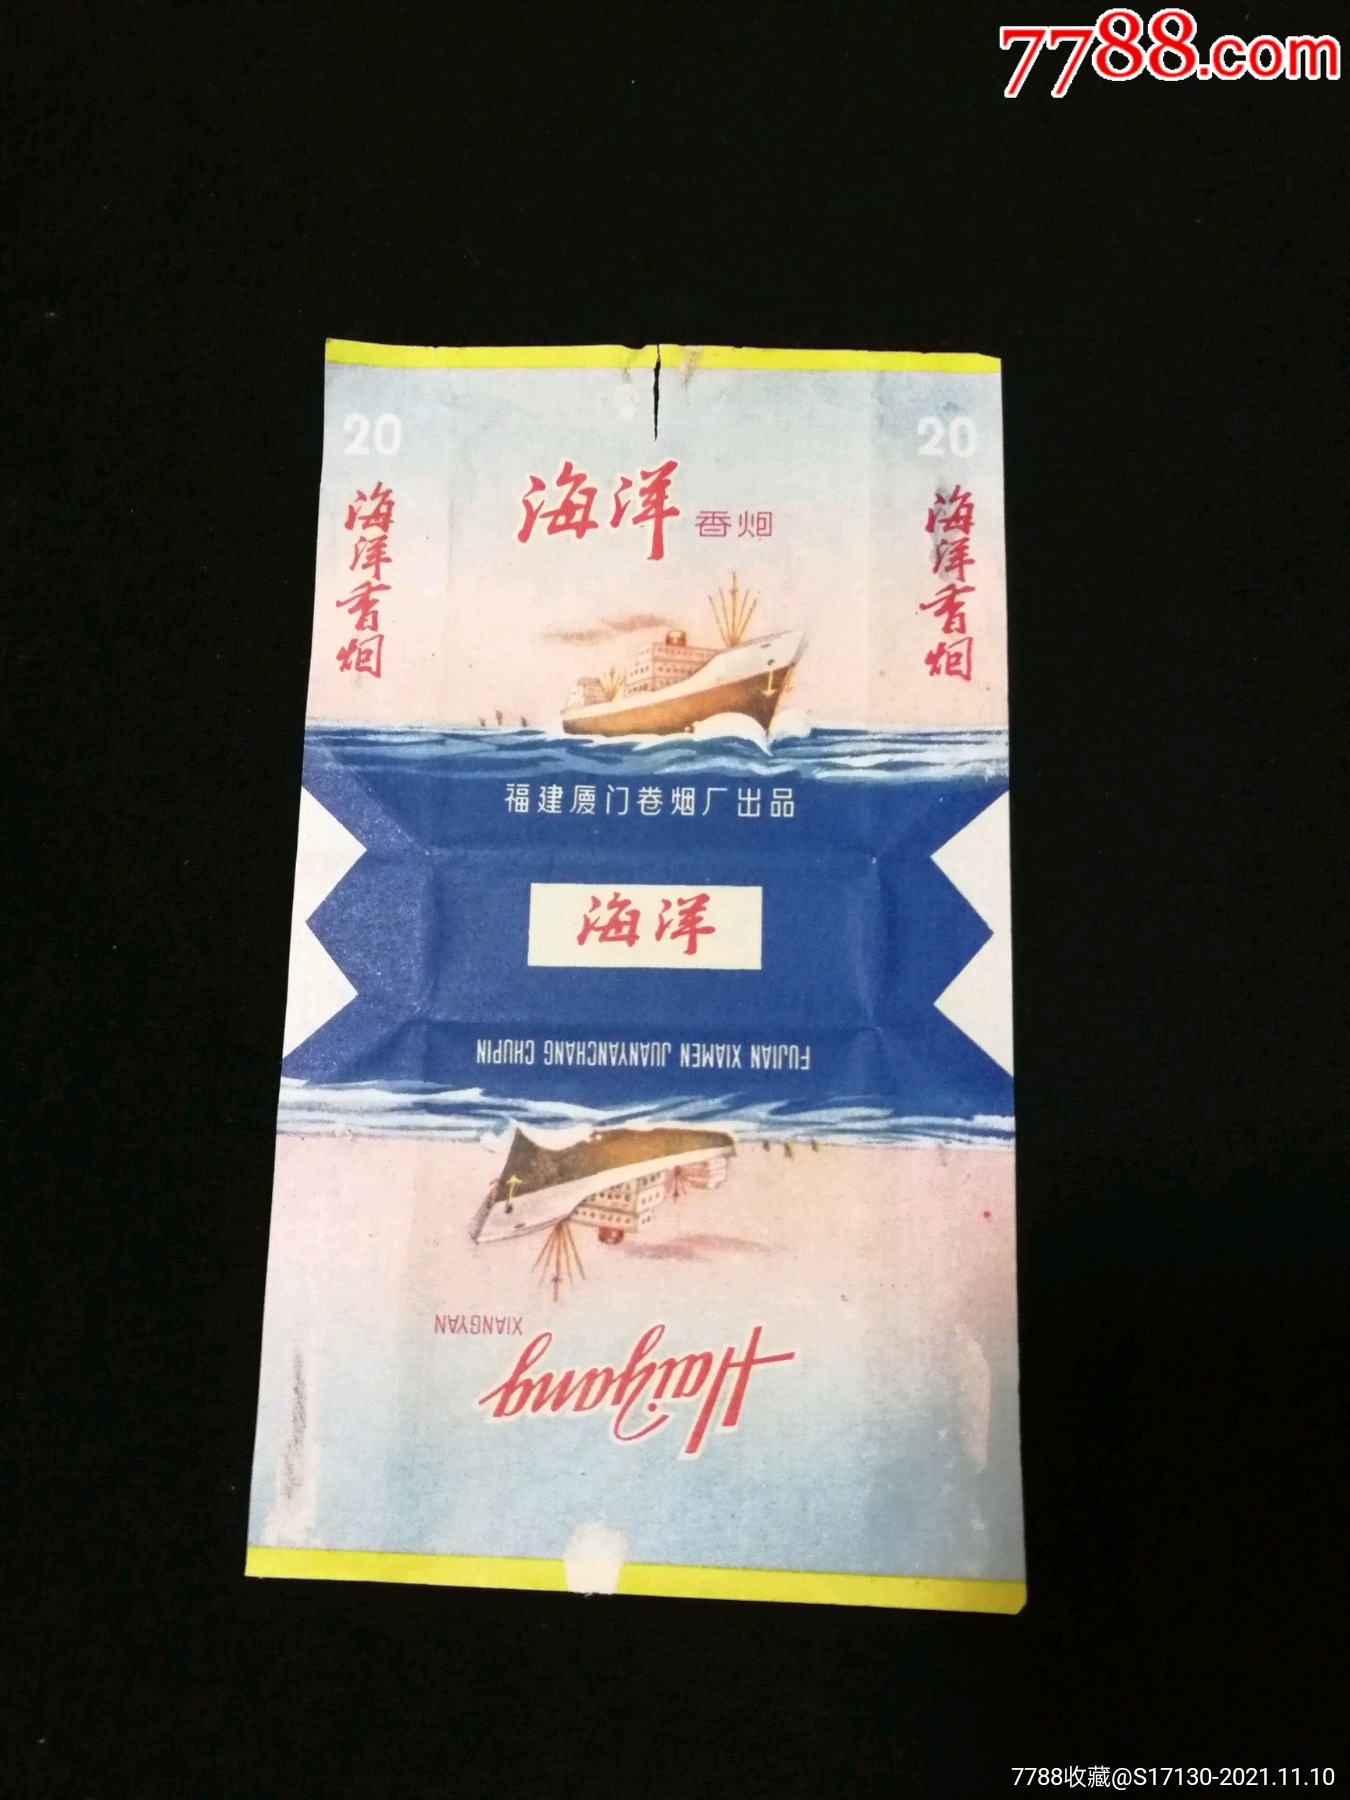 7788.com
20
20
海洋
香烟
海洋香烟
海洋香烟
福建厦门卷烟厂出品
海洋
FUJIAN XIAMEN JUANYANCHANG CHUPIN
Haiyang
XIANGYAN
7788收藏@S17130-2021.11.10